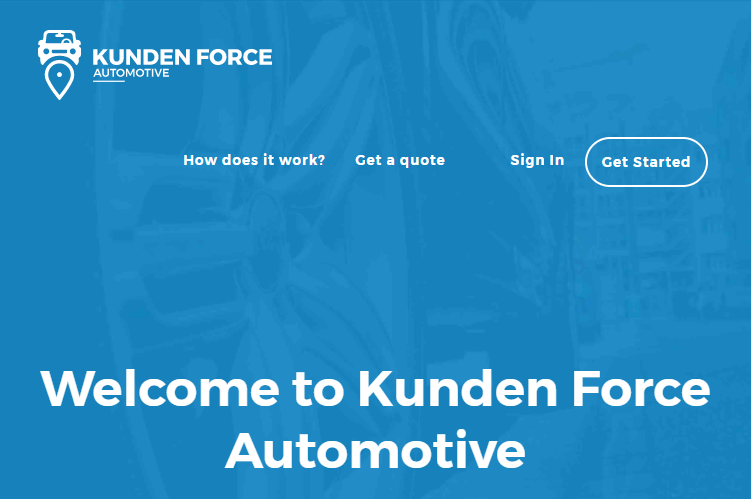 KUNDEN FORCE
AUTOMOTIVE
How does it work? Get a quote Sign In Get Started
Welcome to Kunden Force
Automotive